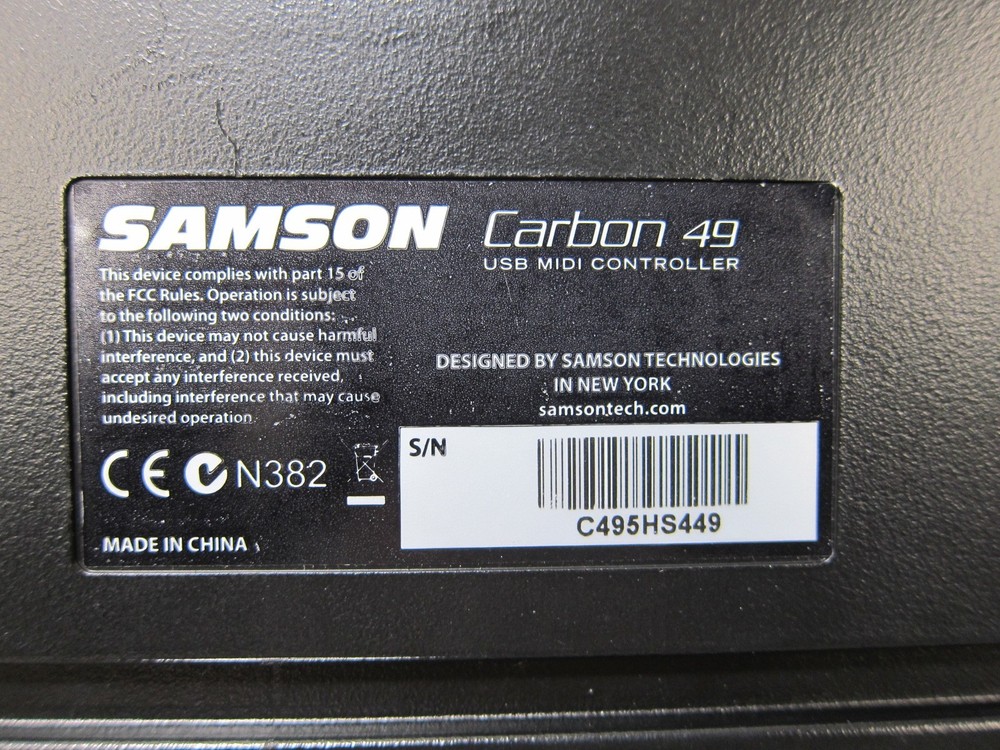 SAMSON Carbon 49
USB MIDI CONTROLLER
This device complies with part 15 of
the FCC Rules. Operation is subject
to the following two conditions:
(1) This device may not cause harmful
interference, and (2) this device must
accept any interference received,
including interference that may cause
undesired operation.
DESIGNED BY SAMSON TECHNOLOGIES
IN NEW YORK
samsontech.com
CE N382
MADE IN CHINA
S/N
C495HS449